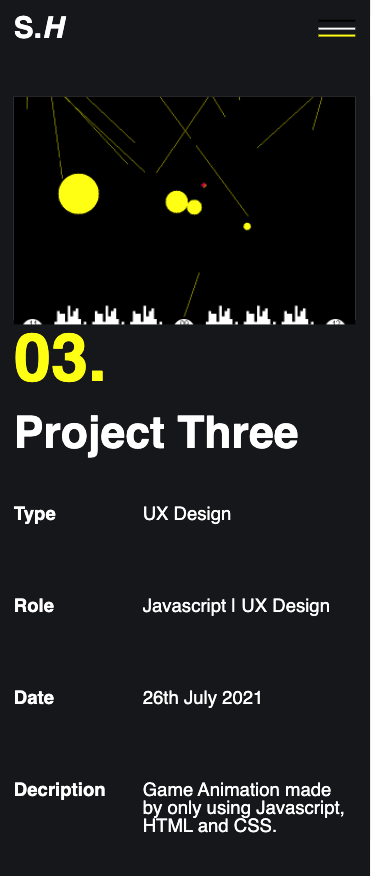 S.H
03.
Project Three
Type UX Design
Role Javascript | UX Design
Date 26th July 2021
Decription Game Animation made
by only using Javascript,
HTML and CSS.